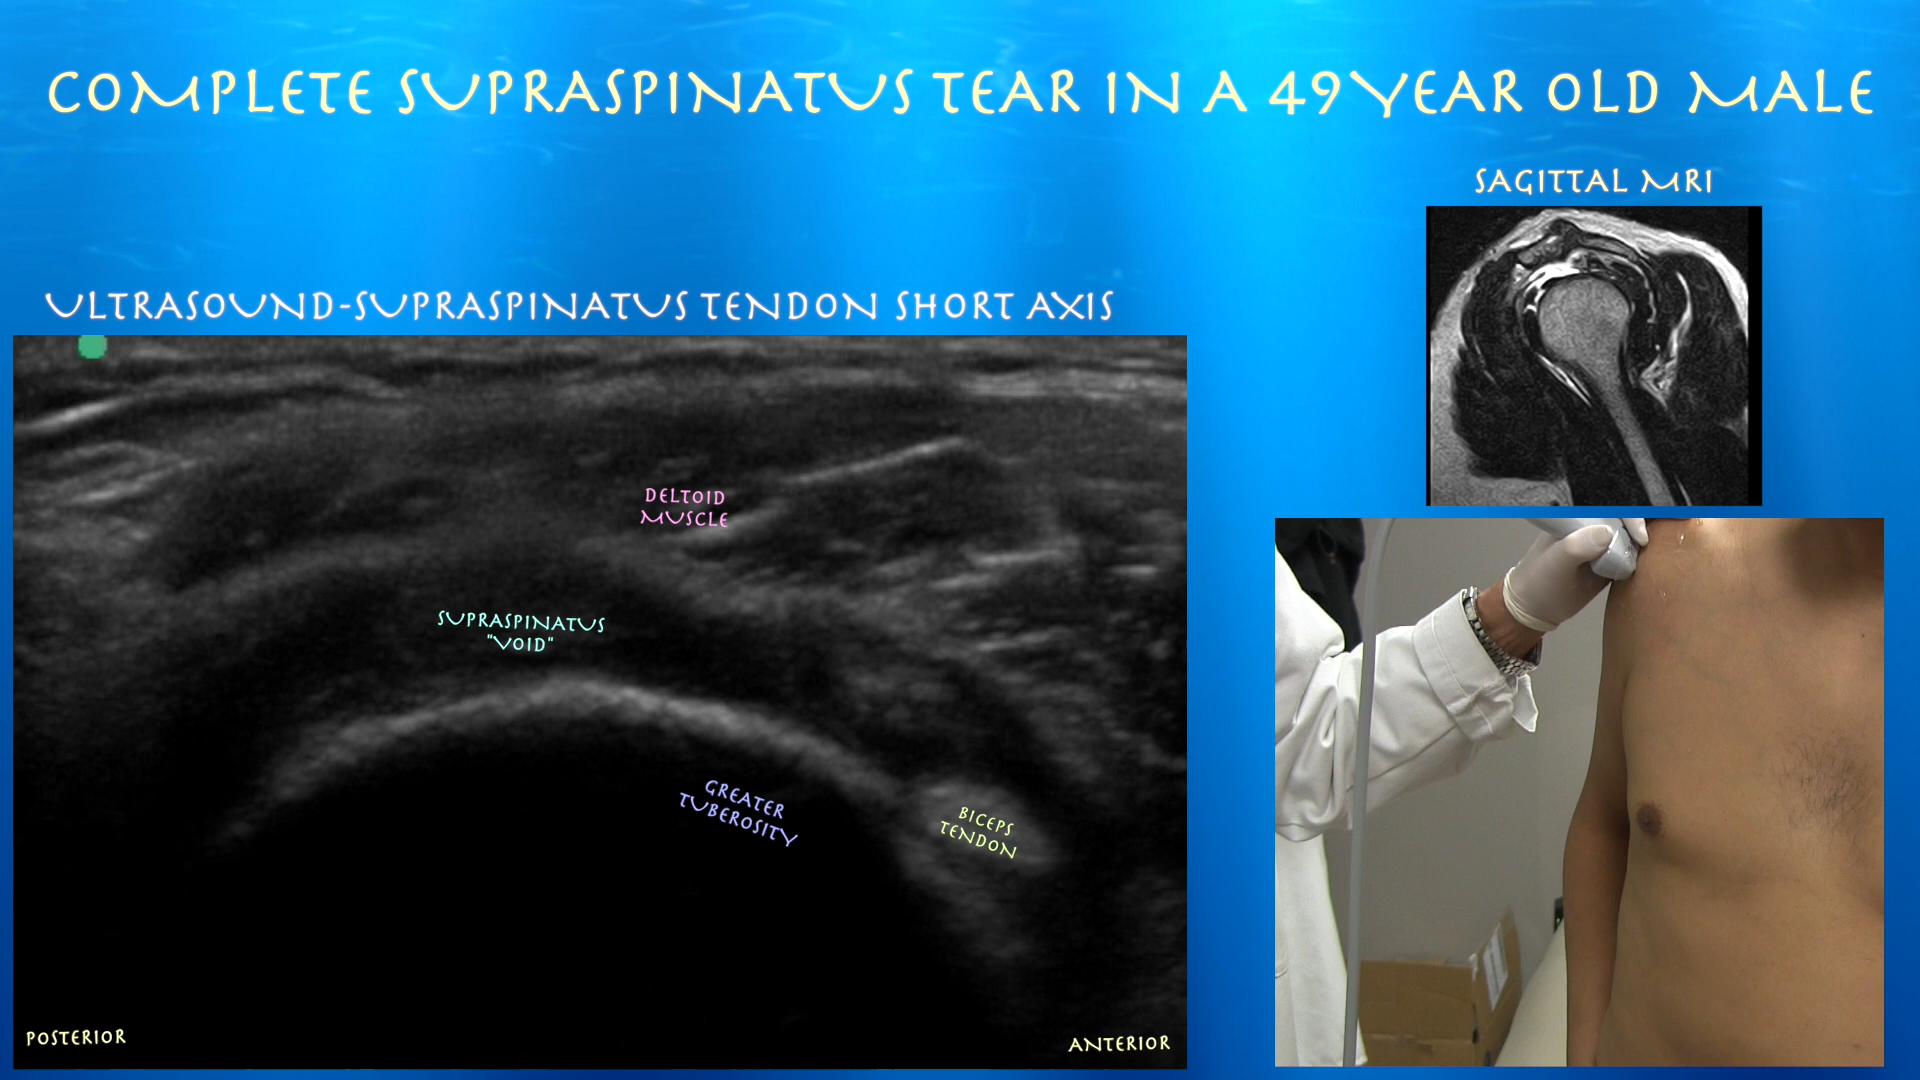 COMPLETE SUPRASPINATUS TEAR IN A 49 YEAR OLD MALE
SAGITTAL MRI
ULTRASOUND-SUPRASPINATUS TENDON SHORT AXIS
DELTOID
MUSCLE
SUPRASPINATUS
"VOID"
GREATER
TUBEROSITY
BICEPS
TENDON
POSTERIOR
ANTERIOR